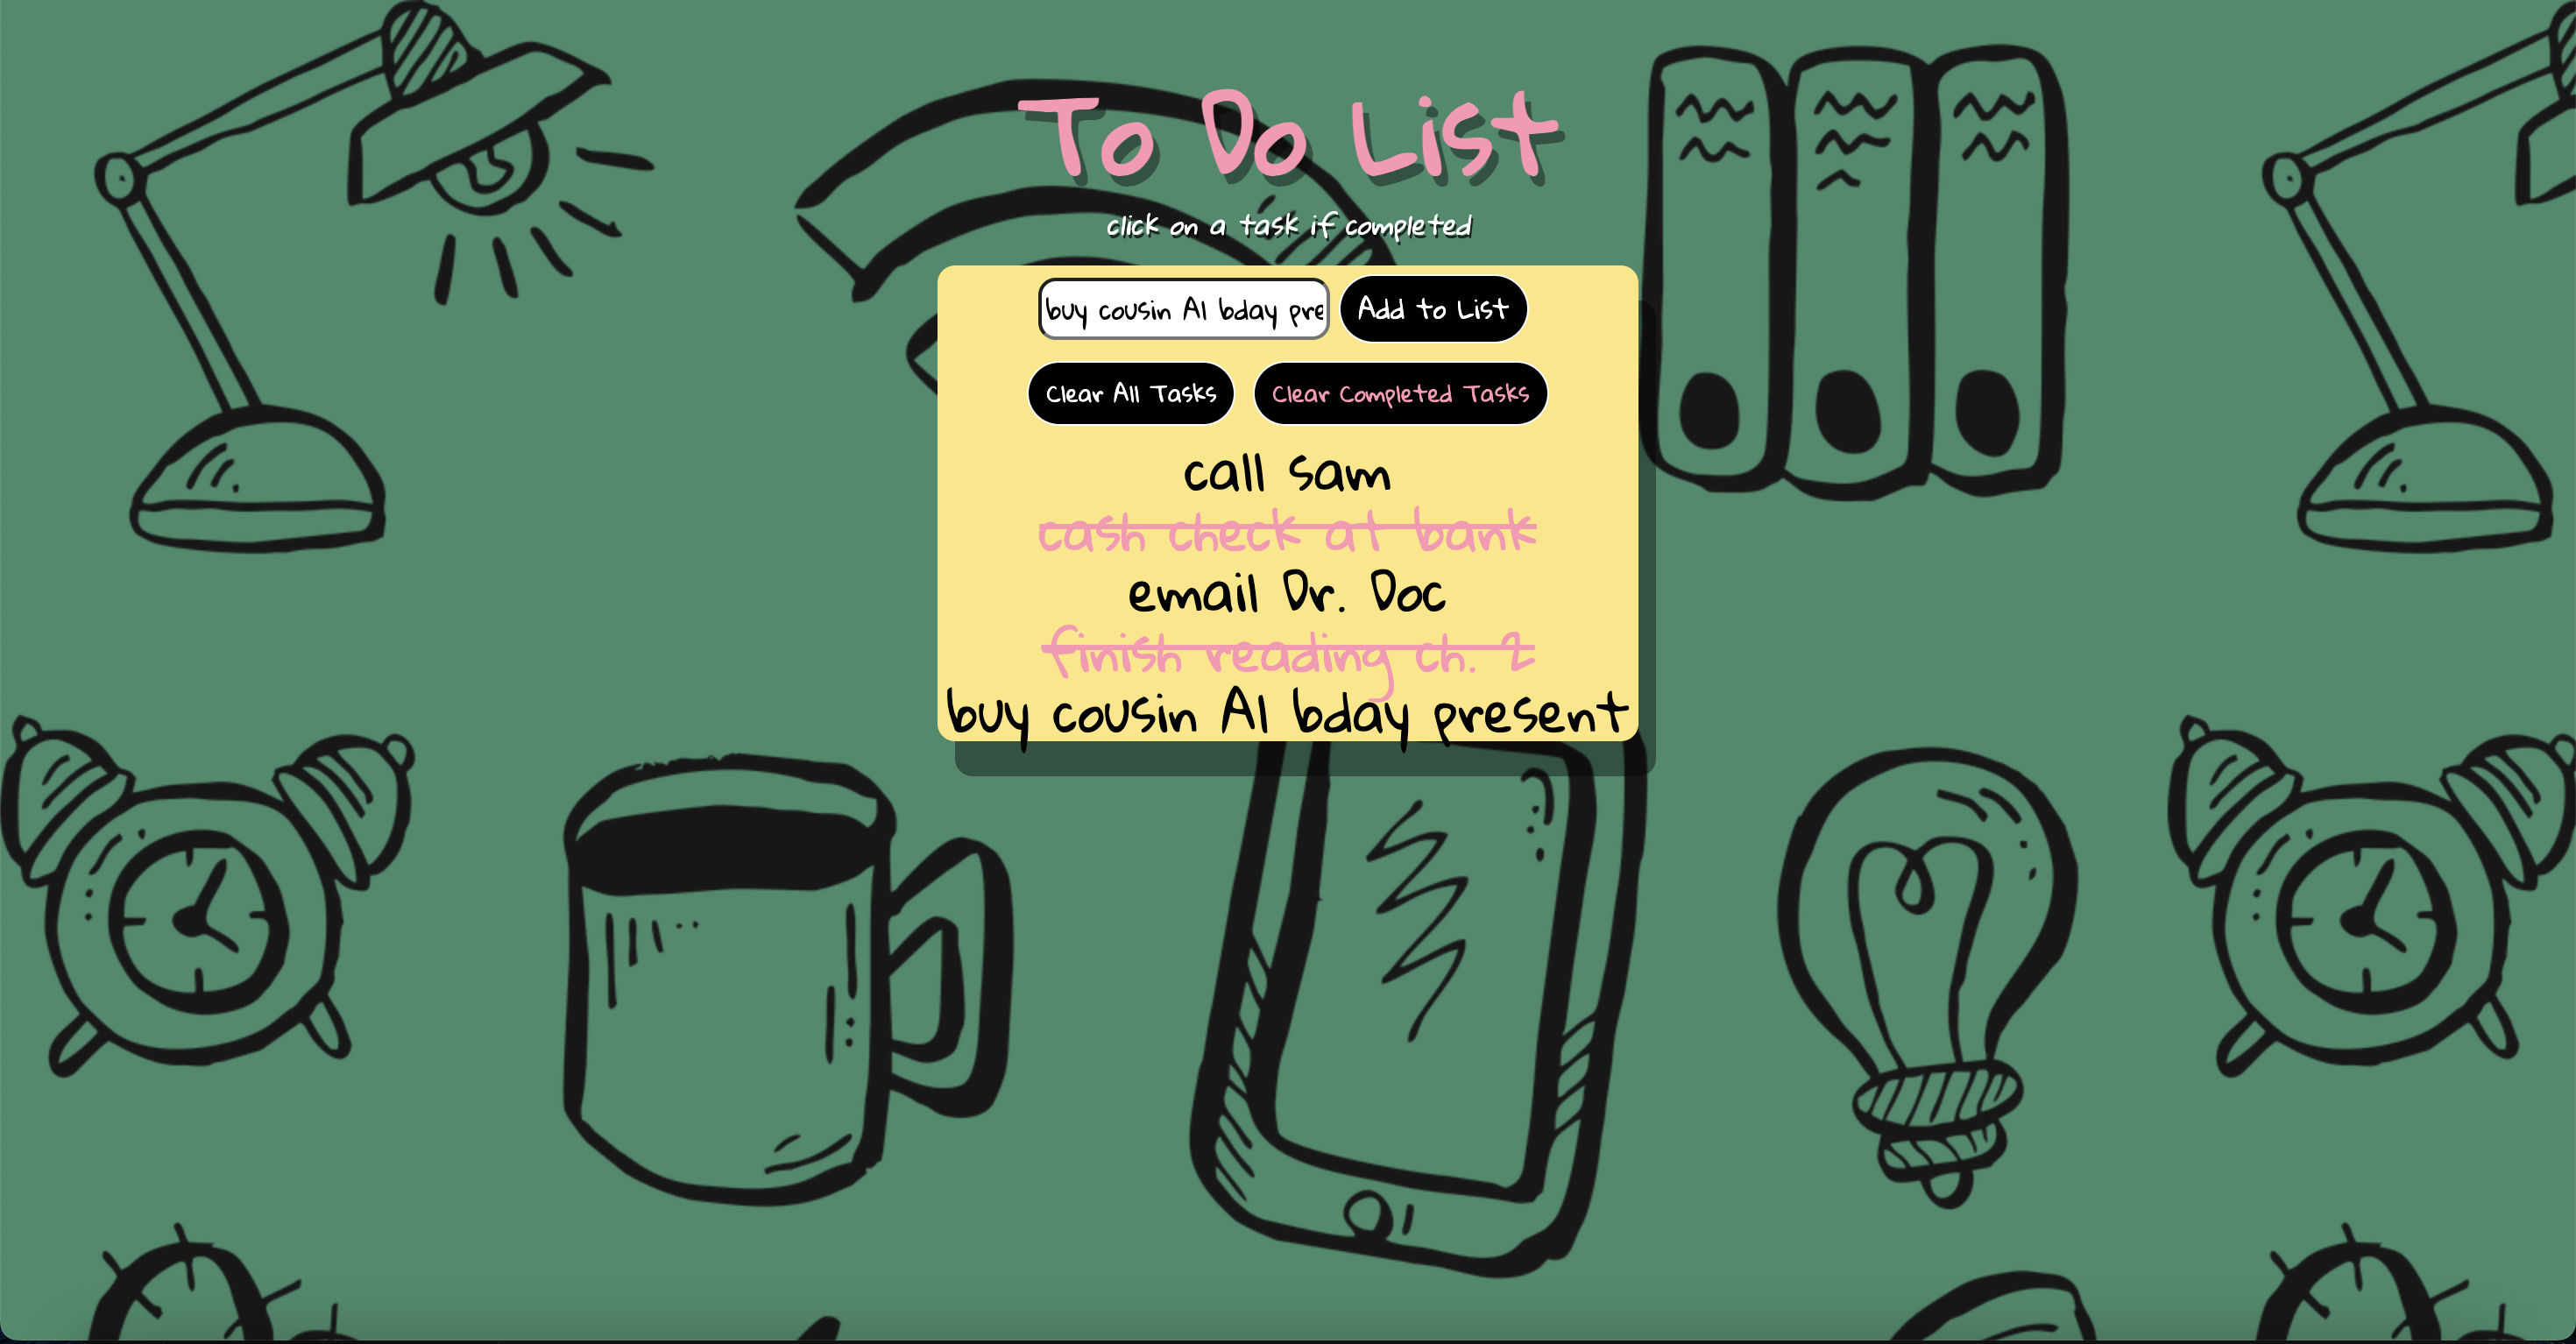 To Do List
click on a task if completed
buy cousin Al bday pre
Add to List
Clear All Tasks
Clear Completed Tasks
call sam
cash check at bank
email Dr. Doc
finish reading ch. 2
buy cousin Al bday present